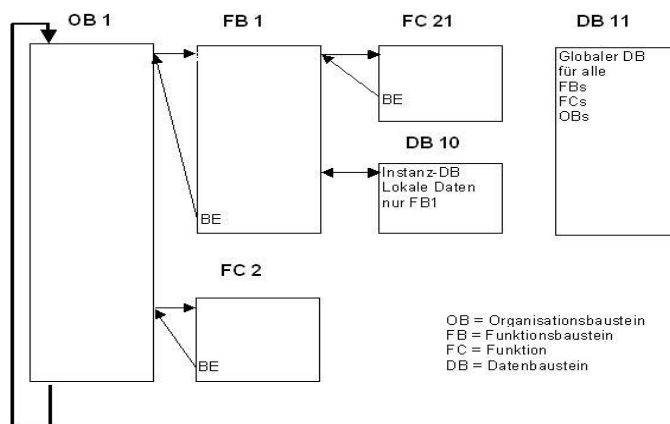 OB 1
FB 1
FC 21
DB 11
Globaler DB
für alle
FBs
FCs
OBs
BE
DB 10
Instanz-DB
Lokale Daten
nur FB1
BE
FC 2
BE
OB = Organisationsbaustein
FB = Funktionsbaustein
FC = Funktion
DB = Datenbaustein